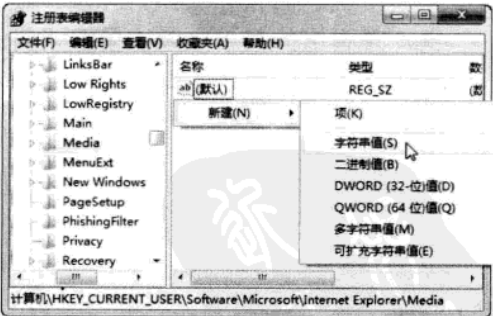 注册表编辑器
文件(F) 编辑(E) 查看(V) 收藏夹(A) 帮助(H)
LinksBar
Low Rights
LowRegistry
Main
Media
MenuExt
New Windows
PageSetup
PhishingFilter
Privacy
Recovery
名称 类型 数
ab (默认) REG_SZ (数
新建(N)
项(K)
字符串值(S)
二进制值(B)
DWORD (32-位)值(D)
QWORD (64 位)值(Q)
多字符串值(M)
可扩充字符串值(E)
计算机\HKEY_CURRENT_USER\Software\Microsoft\Internet Explorer\Media